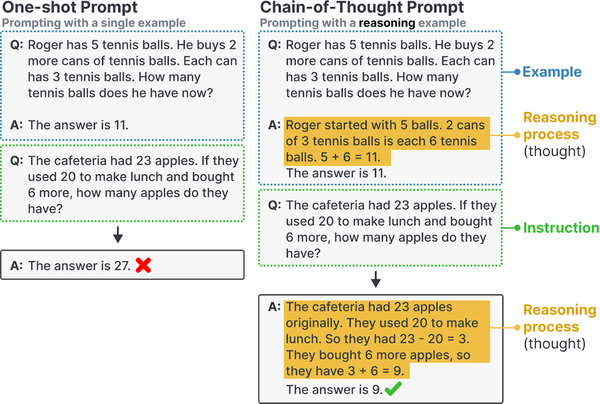 One-shot Prompt
Prompting with a single example
Q: Roger has 5 tennis balls. He buys 2
more cans of tennis balls. Each can
has 3 tennis balls. How many
tennis balls does he have now?
A: The answer is 11.
Q: The cafeteria had 23 apples. If they
used 20 to make lunch and bought
6 more, how many apples do they
have?
A: The answer is 27.
Chain-of-Thought Prompt
Prompting with a reasoning example
Q: Roger has 5 tennis balls. He buys 2
more cans of tennis balls. Each can
has 3 tennis balls. How many
tennis balls does he have now?
Example
A: Roger started with 5 balls. 2 cans
of 3 tennis balls is each 6 tennis
balls. 5 + 6 = 11.
The answer is 11.
Reasoning
process
(thought)
Q: The cafeteria had 23 apples. If they
used 20 to make lunch and bought
6 more, how many apples do they
have?
Instruction
A: The cafeteria had 23 apples
originally. They used 20 to make
lunch. So they had 23 - 20 = 3.
They bought 6 more apples, so
they have 3 + 6 = 9.
The answer is 9.
Reasoning
process
(thought)